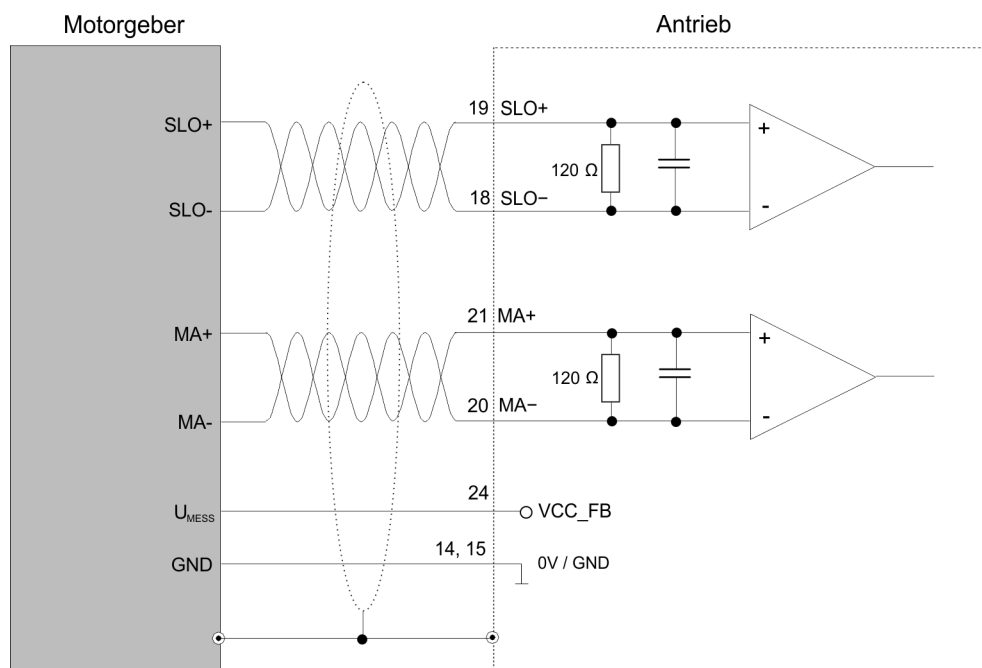 Motorgeber
Antrieb
SLO+
19 SLO+
+
120 Ω
SLO-
18 SLO−
-
MA+
21 MA+
+
120 Ω
MA-
20 MA−
-
24
UMESS
VCC_FB
14, 15
GND
0V / GND